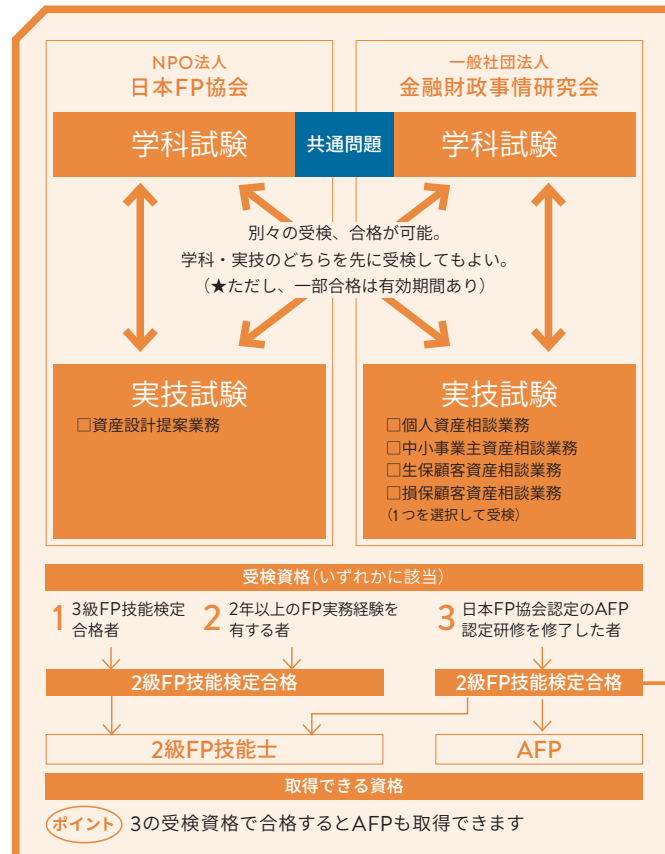 NPO法人
日本FP協会
一般社団法人
金融財政事情研究会
学科試験
共通問題
学科試験
別々の受検、合格が可能。
学科・実技のどちらを先に受検してもよい。
（★ただし、一部合格は有効期間あり）
実技試験
□資産設計提案業務
実技試験
□個人資産相談業務
□中小事業主資産相談業務
□生保顧客資産相談業務
□損保顧客資産相談業務
（1つを選択して受検）
受検資格（いずれかに該当）
1 3級FP技能検定
合格者
2 2年以上のFP実務経験を
有する者
3 日本FP協会認定のAFP
認定研修を修了した者
2級FP技能検定合格
2級FP技能検定合格
2級FP技能士
AFP
取得できる資格
ポイント 3の受検資格で合格するとAFPも取得できます